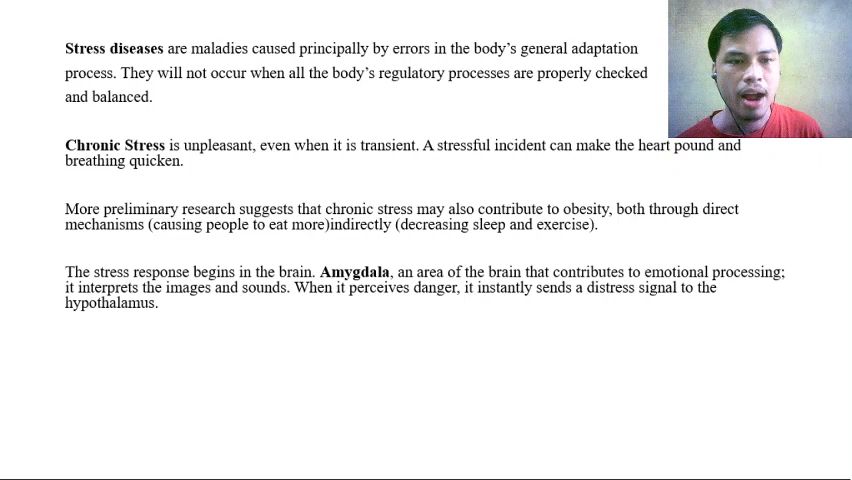 Stress diseases are maladies caused principally by errors in the body's general adaptation
process. They will not occur when all the body's regulatory processes are properly checked
and balanced.
Chronic Stress is unpleasant, even when it is transient. A stressful incident can make the heart pound and
breathing quicken.
More preliminary research suggests that chronic stress may also contribute to obesity, both through direct
mechanisms (causing people to eat more)indirectly (decreasing sleep and exercise).
The stress response begins in the brain. Amygdala, an area of the brain that contributes to emotional processing;
it interprets the images and sounds. When it perceives danger, it instantly sends a distress signal to the
hypothalamus.